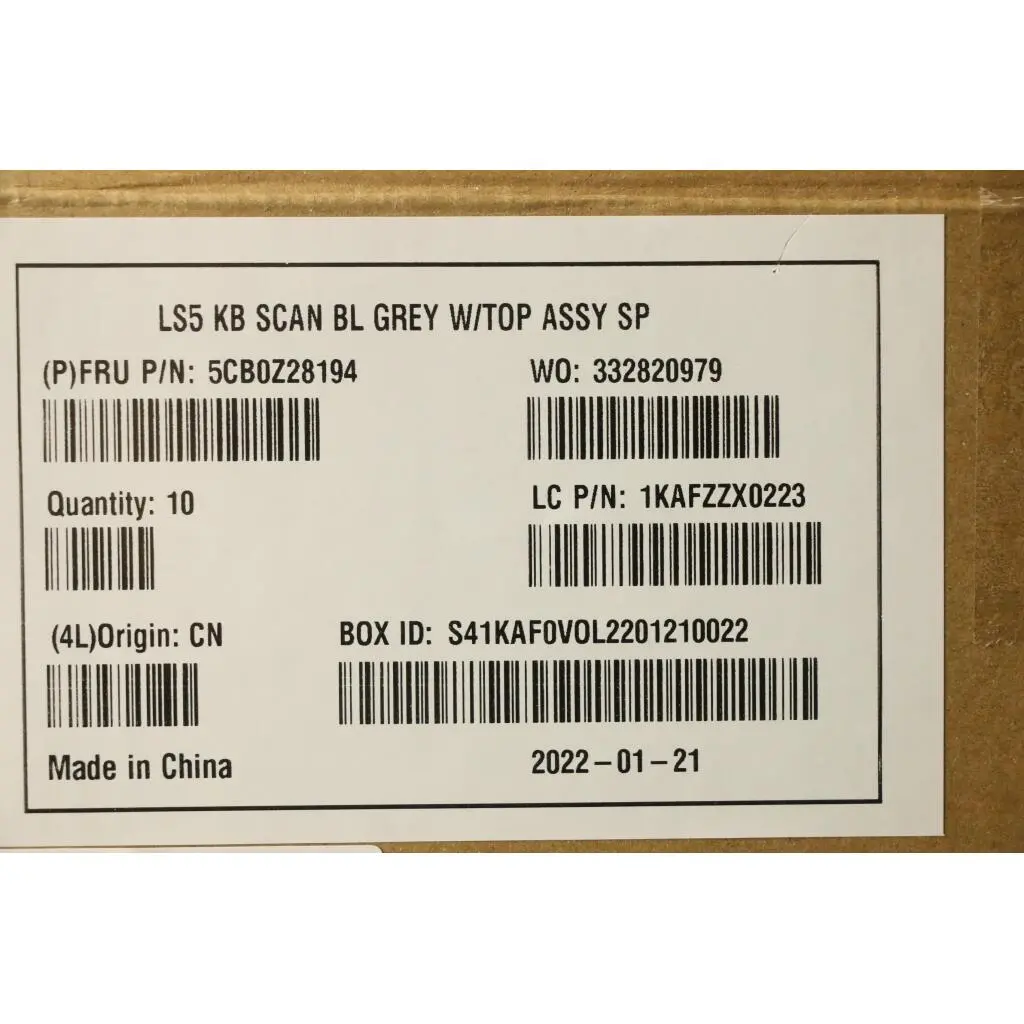 LS5 KB SCAN BL GREY W/TOP ASSY SP
(P)FRU P/N: 5CB0Z28194
WO: 332820979
Quantity: 10
LC P/N: 1KAFZZX0223
(4L)Origin: CN
BOX ID: S41KAF0VOL2201210022
Made in China
2022-01-21